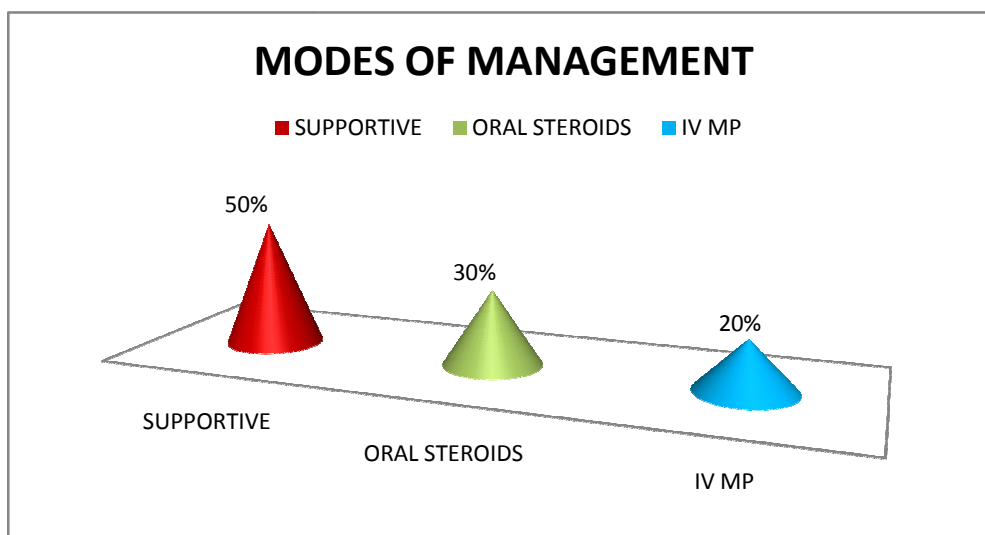 MODES OF MANAGEMENT
SUPPORTIVE ORAL STEROIDS IV MP
50%
30%
20%
SUPPORTIVE
ORAL STEROIDS
IV MP